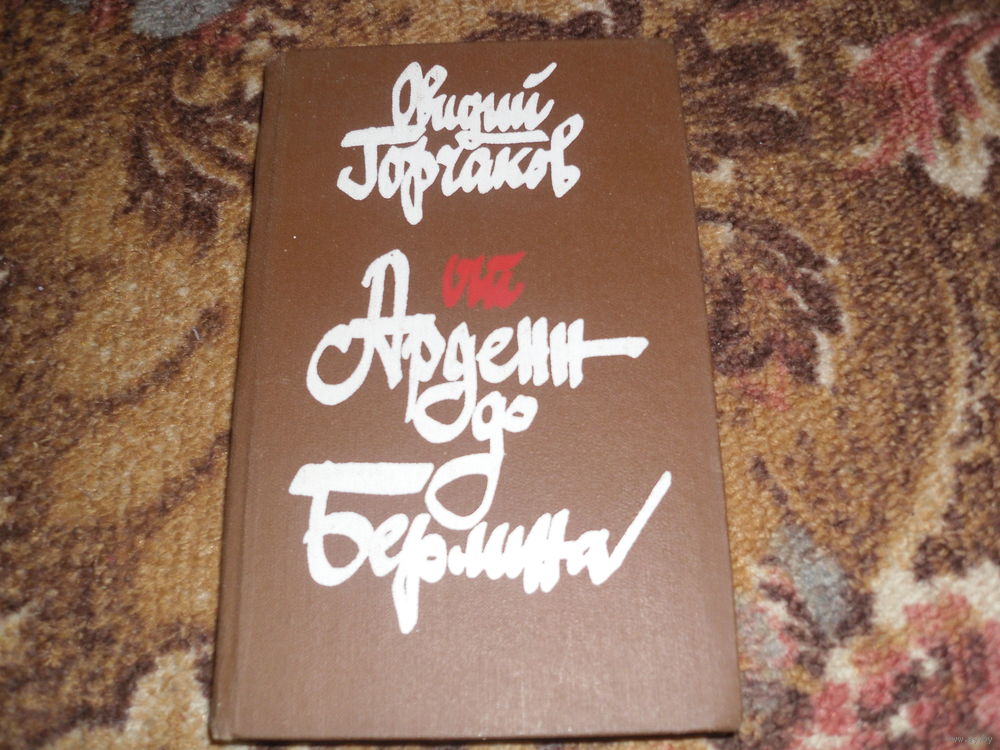 Овидий
Горчаков
от
Арденн
до
Берлина